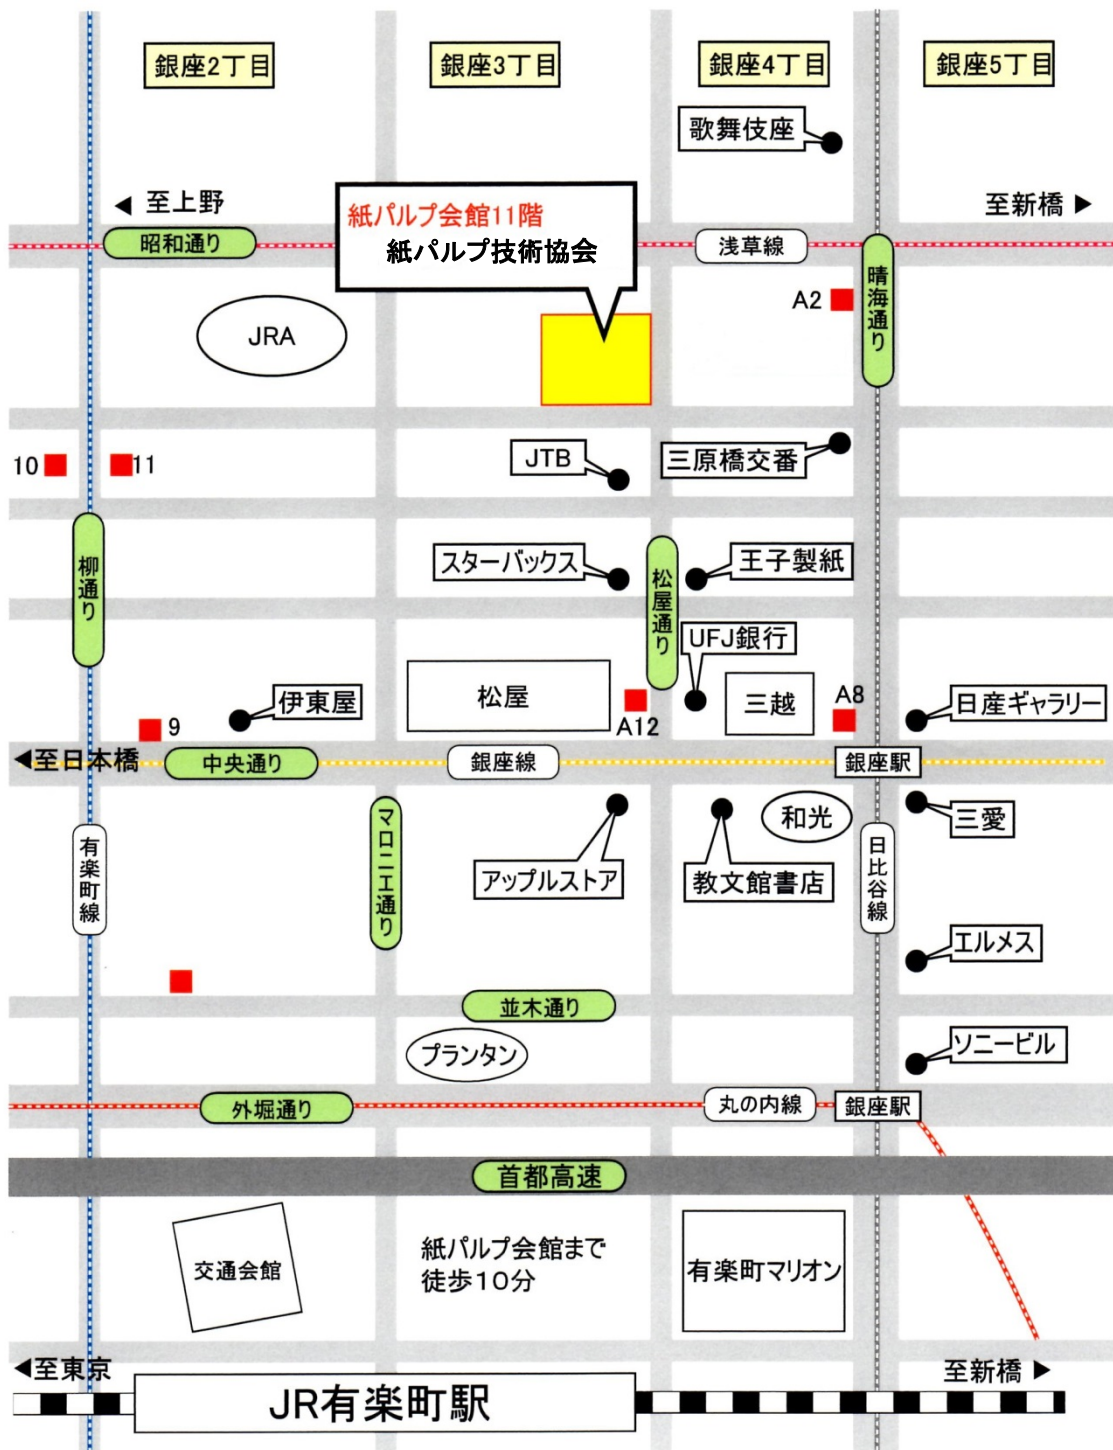 銀座2丁目
銀座3丁目
銀座4丁目
銀座5丁目
歌舞伎座
◀ 至上野
至新橋 ▶
紙パルプ会館11階
紙パルプ技術協会
昭和通り
浅草線
晴海通り
A2
JRA
JTB
三原橋交番
10
11
柳通り
スターバックス
松屋通り
王子製紙
UFJ銀行
伊東屋
松屋
三越
A8
日産ギャラリー
9
A12
◀至日本橋
中央通り
銀座線
銀座駅
マロニエ通り
和光
三愛
有楽町線
アップルストア
教文館書店
日比谷線
エルメス
並木通り
プランタン
ソニービル
外堀通り
丸の内線
銀座駅
首都高速
交通会館
紙パルプ会館まで
徒歩10分
有楽町マリオン
◀至東京
至新橋 ▶
JR有楽町駅